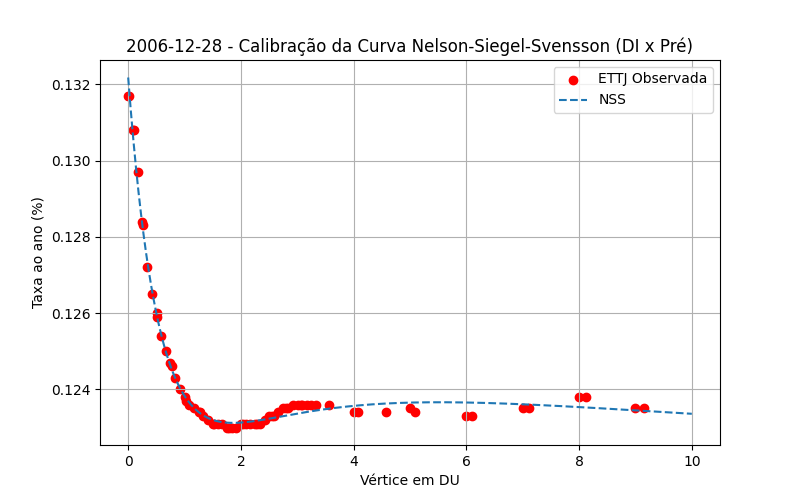 2006-12-28 - Calibração da Curva Nelson-Siegel-Svensson (DI x Pré)
ETTJ Observada
NSS
Taxa ao ano (%)
0.132
0.130
0.128
0.126
0.124
0 2 4 6 8 10
Vértice em DU